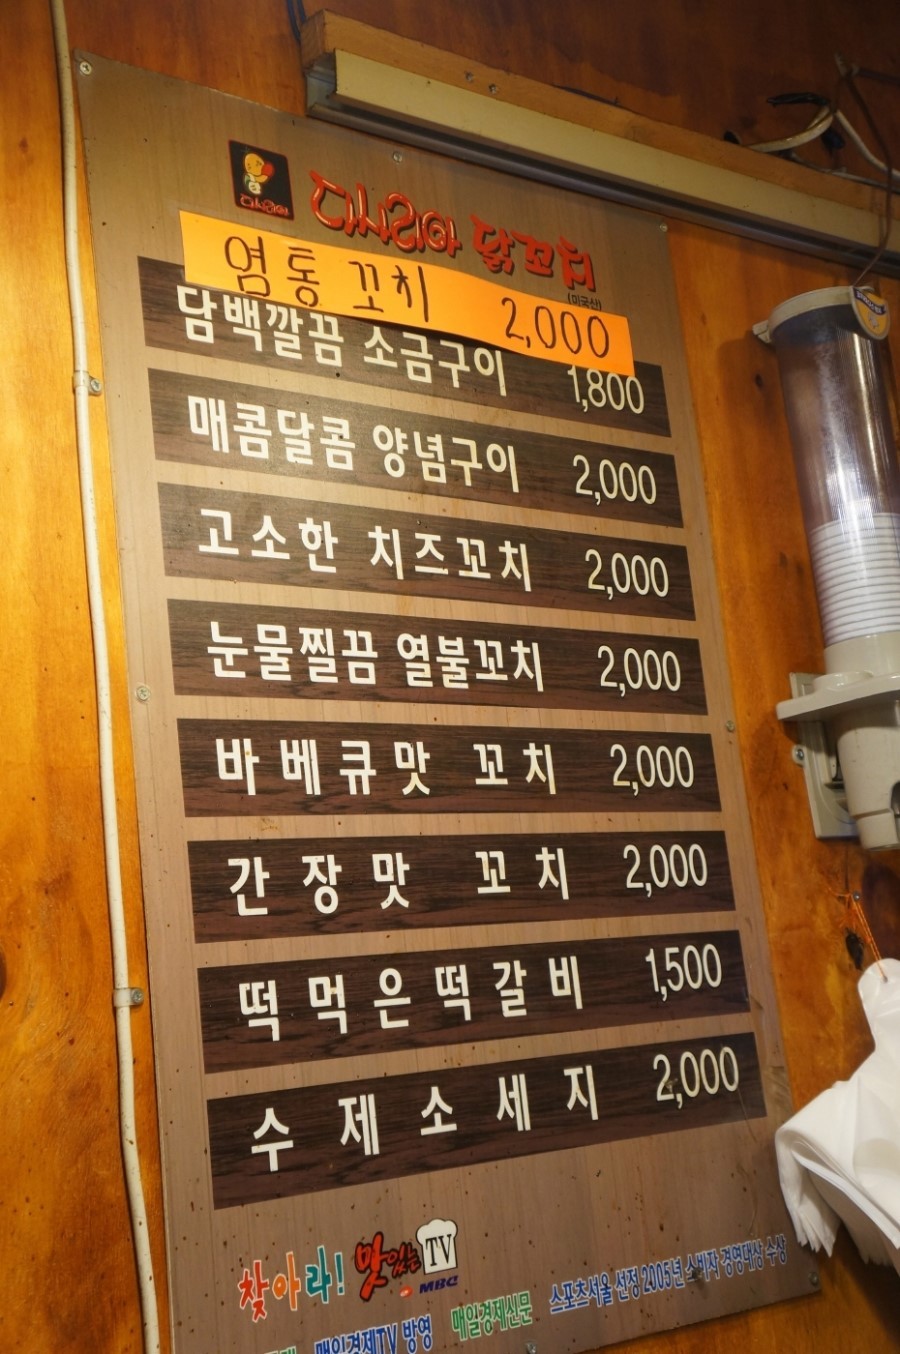 다사리아
다사리아 닭꼬치
(미국산)
염통 꼬치 2,000
담백깔끔 소금구이 1,800
매콤달콤 양념구이 2,000
고소한 치즈꼬치 2,000
눈물찔끔 열불꼬치 2,000
바베큐맛 꼬치 2,000
간장맛 꼬치 2,000
떡먹은떡갈비 1,500
수제소세지 2,000
찾아라! 맛있는 TV
MBC
매일경제TV 방영 매일경제신문 스포츠서울 선정 2005년 소비자 경영대상 수상